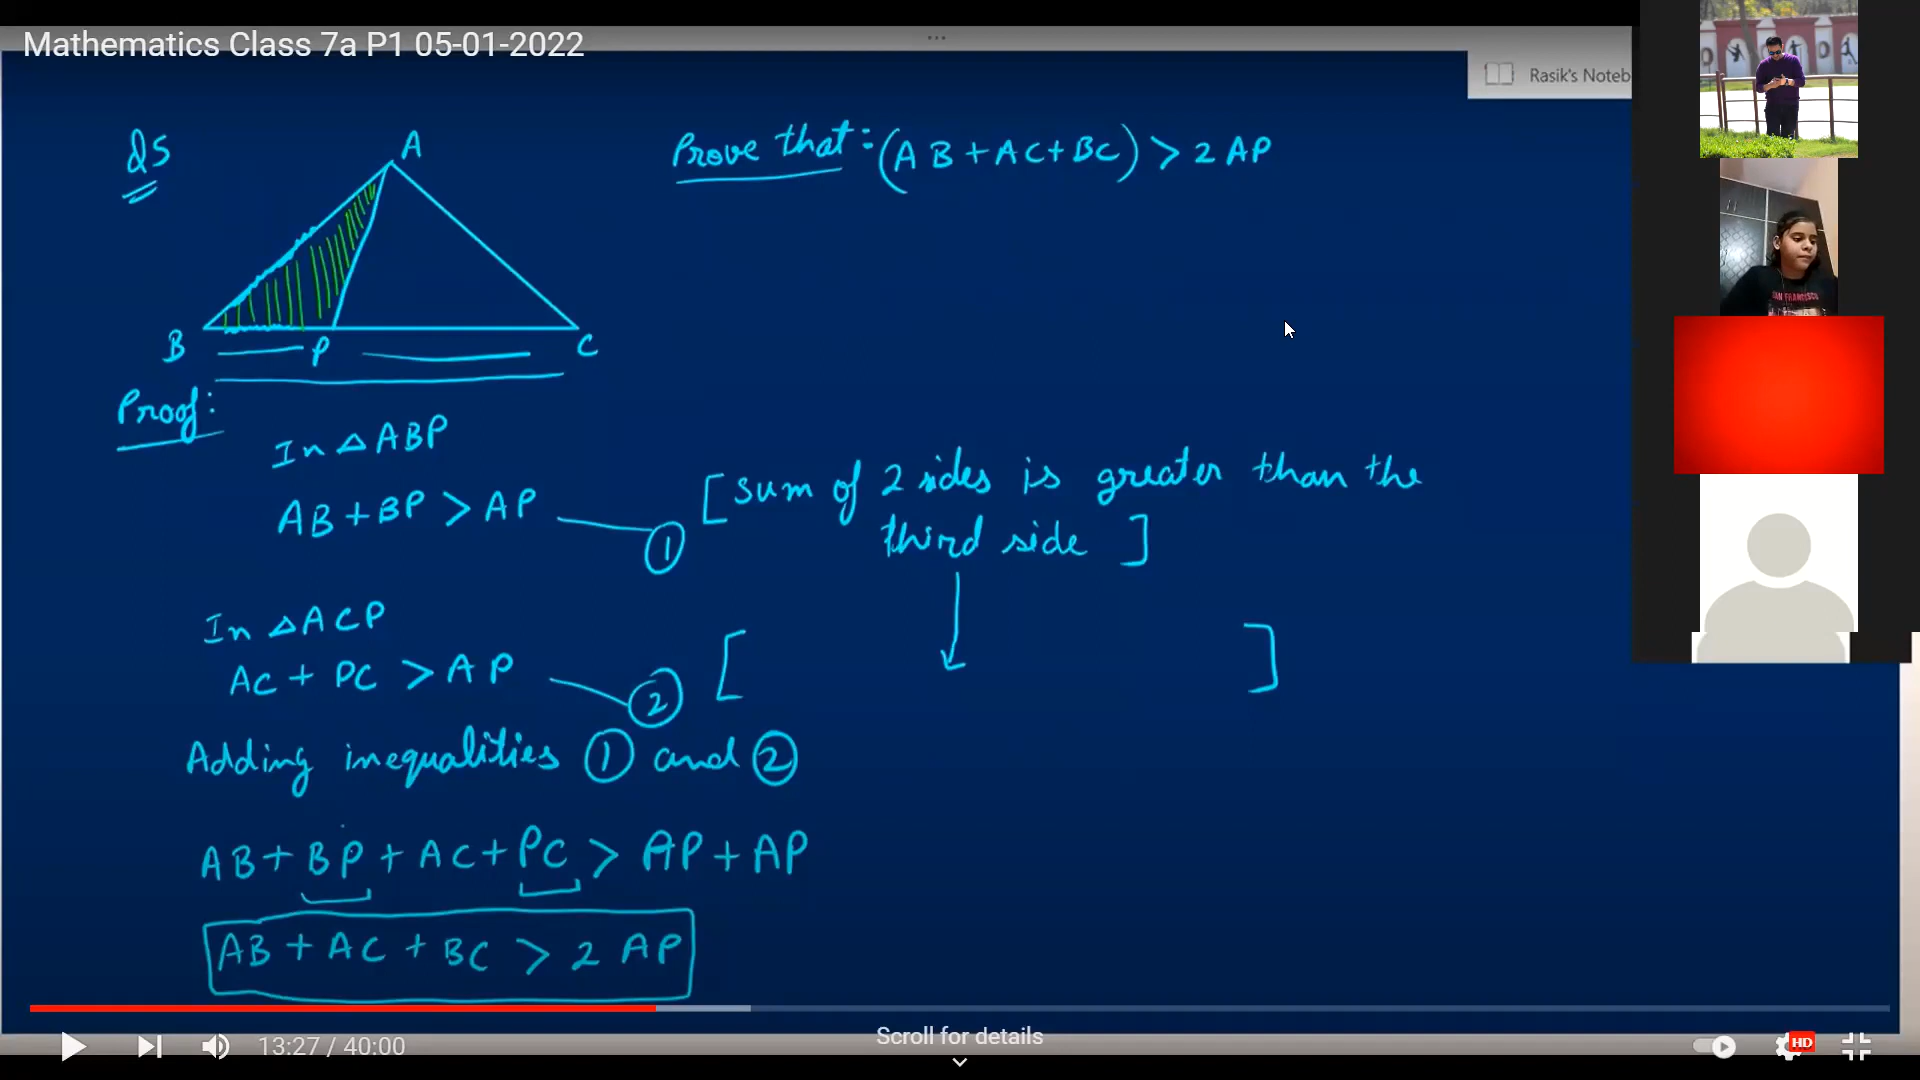 Mathematics Class 7a P1 05-01-2022
Rasik's Noteb
Q5
Prove that: (AB + AC + BC) > 2 AP
A
B
P
C
Proof:
In △ABP
AB + BP > AP ①
[sum of 2 sides is greater than the
third side ]
In △ACP
AC + PC > AP ② [ ]
Adding inequalities ① and ②
AB + BP + AC + PC > AP + AP
AB + AC + BC > 2 AP
SAN FRANCISCO
13:27 / 40:00
Scroll for details
HD